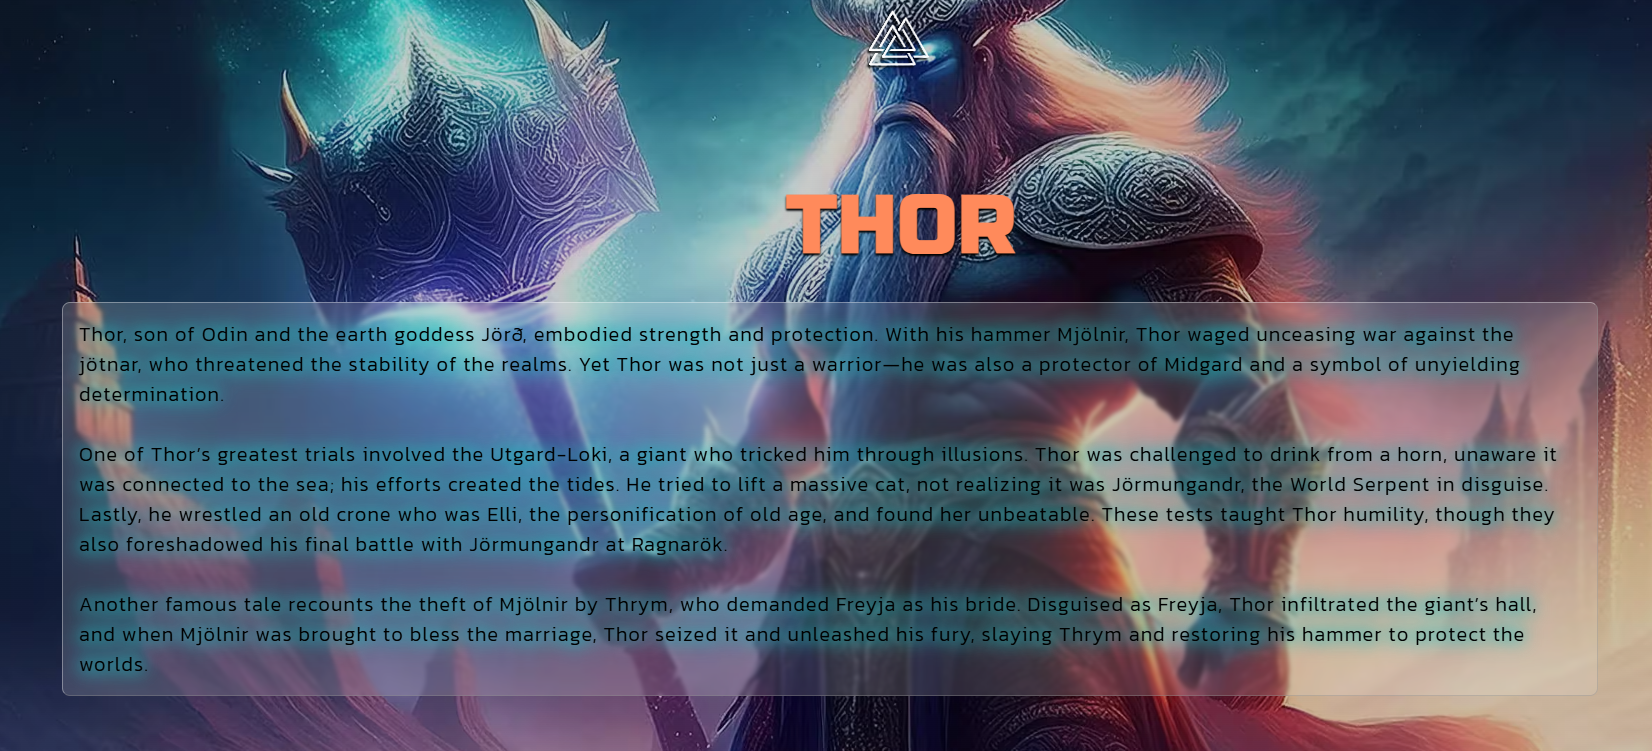 THOR
Thor, son of Odin and the earth goddess Jörð, embodied strength and protection. With his hammer Mjölnir, Thor waged unceasing war against the
jötnar, who threatened the stability of the realms. Yet Thor was not just a warrior—he was also a protector of Midgard and a symbol of unyielding
determination.
One of Thor’s greatest trials involved the Utgard-Loki, a giant who tricked him through illusions. Thor was challenged to drink from a horn, unaware it
was connected to the sea; his efforts created the tides. He tried to lift a massive cat, not realizing it was Jörmungandr, the World Serpent in disguise.
Lastly, he wrestled an old crone who was Elli, the personification of old age, and found her unbeatable. These tests taught Thor humility, though they
also foreshadowed his final battle with Jörmungandr at Ragnarök.
Another famous tale recounts the theft of Mjölnir by Thrym, who demanded Freyja as his bride. Disguised as Freyja, Thor infiltrated the giant’s hall,
and when Mjölnir was brought to bless the marriage, Thor seized it and unleashed his fury, slaying Thrym and restoring his hammer to protect the
worlds.